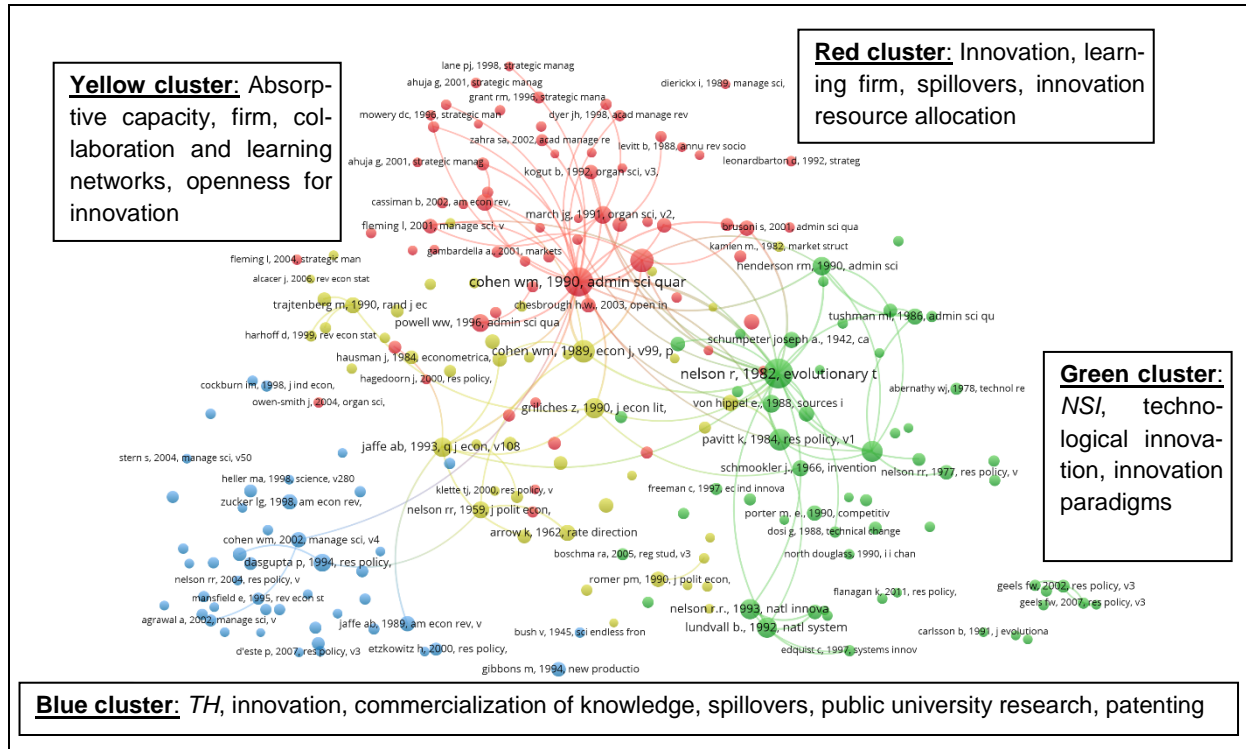 Yellow cluster: Absorp-
tive capacity, firm, col-
laboration and learning
networks, openness for
innovation
Red cluster: Innovation, learn-
ing firm, spillovers, innovation
resource allocation
lane pj, 1998, strategic manag
ahuja g, 2001, strategic manag
grant rm, 1996, strategic mana
dierickx i, 1989, manage sci,
mowery dc, 1996, strategic man
dyer jh, 1998, acad manage rev
zahra sa, 2002, acad manage re
levitt b, 1988, annu rev socio
ahuja g, 2001, strategic manag
kogut b, 1992, organ sci, v3,
leonardbarton d, 1992, strateg
cassiman b, 2002, am econ rev,
march jg, 1991, organ sci, v2,
fleming l, 2001, manage sci, v
brusoni s, 2001, admin sci qua
gambardella a., 2001, markets
kamien m., 1982, market struct
fleming l, 2004, strategic man
henderson rm, 1990, admin sci
alcacer j, 2006, rev econ stat
cohen wm, 1990, admin sci quar
trajtenberg m, 1990, rand j ec
chesbrough h.w., 2003, open in
tushman ml, 1986, admin sci qu
powell ww, 1996, admin sci qua
harhoff d, 1999, rev econ stat
schumpeter joseph a., 1942, ca
hausman j, 1984, econometrica,
cohen wm, 1989, econ j, v99, p
nelson r, 1982, evolutionary t
hagedoorn j, 2000, res policy,
cockburn im, 1998, j ind econ,
abernathy wj, 1978, technol re
owen-smith j, 2004, organ sci,
griliches z, 1990, j econ lit,
von hippel e., 1988, sources i
Green cluster:
NSI, techno-
logical innova-
tion, innovation
paradigms
jaffe ab, 1993, q j econ, v108
pavitt k, 1984, res policy, v1
stern s, 2004, manage sci, v50
schmookler j., 1966, invention
nelson rr, 1977, res policy, v
heller ma, 1998, science, v280
klette tj, 2000, res policy, v
freeman c, 1997, ec ind innova
zucker lg, 1998, am econ rev,
nelson rr, 1959, j polit econ,
porter m. e., 1990, competitiv
arrow k, 1962, rate direction
dosi g, 1988, technical change
cohen wm, 2002, manage sci, v4
boschma ra, 2005, reg stud, v3
north douglass, 1990, i i chan
dasgupta p, 1994, res policy,
nelson rr, 2004, res policy, v
romer pm, 1990, j polit econ,
mansfield e, 1995, rev econ st
flanagan k, 2011, res policy,
geels fw, 2002, res policy, v3
geels fw, 2007, res policy, v3
nelson r.r., 1993, natl innova
agrawal a, 2002, manage sci, v
jaffe ab, 1989, am econ rev, v
bush v, 1945, sci endless fron
lundvall b., 1992, natl system
carlsson b, 1991, j evolutiona
d'este p, 2007, res policy, v3
etzkowitz h, 2000, res policy,
edquist c, 1997, systems innov
gibbons m, 1994, new productio
Blue cluster: TH, innovation, commercialization of knowledge, spillovers, public university research, patenting